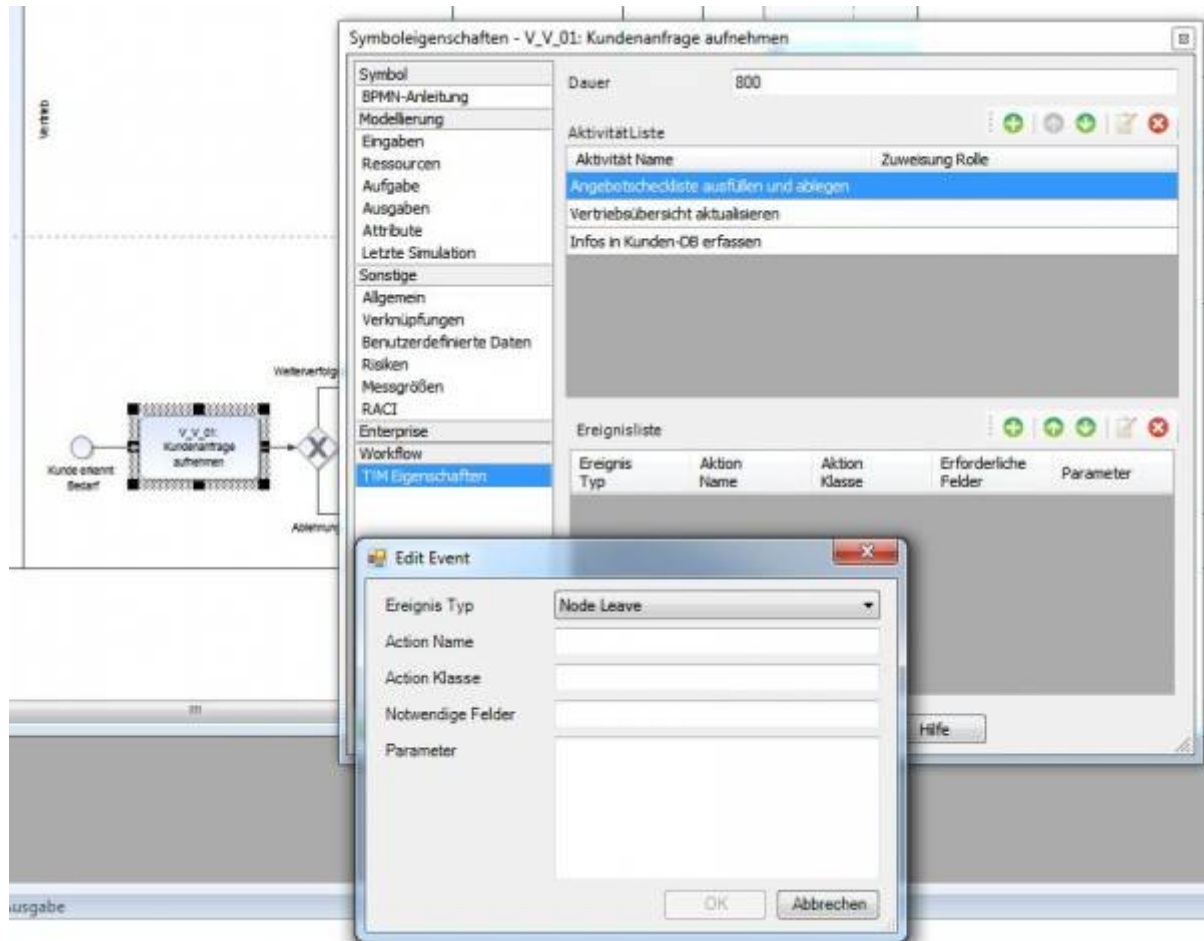 Symboleigenschaften - V_V_01: Kundenanfrage aufnehmen
Symbol
BPMN-Anleitung
Modellierung
Eingaben
Ressourcen
Aufgabe
Ausgaben
Attribute
Letzte Simulation
Sonstige
Allgemein
Verknüpfungen
Benutzerdefinierte Daten
Risiken
Messgrößen
RACI
Enterprise
Workflow
TIM Eigenschaften
Dauer 800
AktivitätListe
Aktivität Name Zuweisung Rolle
Angebotscheckliste ausfüllen und ablegen
Vertriebsübersicht aktualisieren
Infos in Kunden-DB erfassen
Ereignisliste
Ereignis Typ Aktion Name Aktion Klasse Erforderliche Felder Parameter
Hilfe
Vertrieb
Kunde erkennt
Bedarf
V_V_01:
Kundenanfrage
aufnehmen
Weiterverfolg
Ablehnung
Edit Event
Ereignis Typ Node Leave
Action Name
Action Klasse
Notwendige Felder
Parameter
OK Abbrechen
Ausgabe